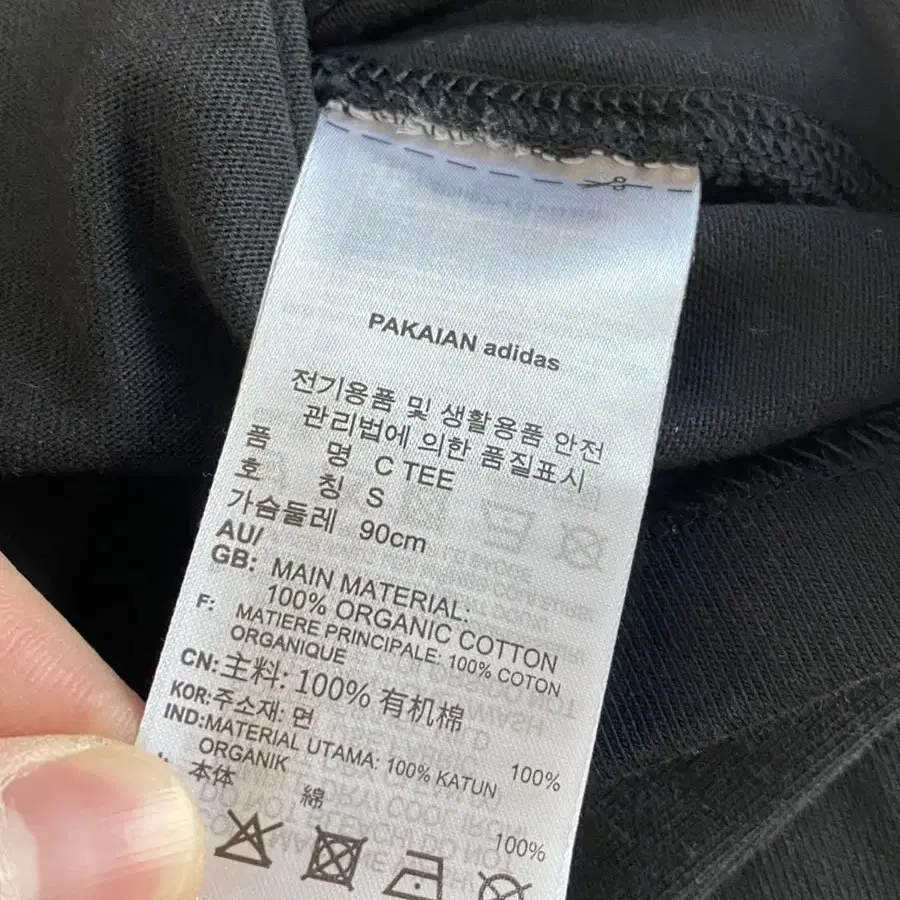 PAKAIAN adidas
전기용품 및 생활용품 안전
관리법에 의한 품질표시
품 명 C TEE
호 칭 S
가슴둘레 90cm
AU/
GB: MAIN MATERIAL:
100% ORGANIC COTTON
F: MATIERE PRINCIPALE: 100% COTON
ORGANIQUE
CN: 主料: 100% 有机棉
KOR: 주소재: 면 100%
IND: MATERIAL UTAMA: 100% KATUN
ORGANIK
本体 綿 100%